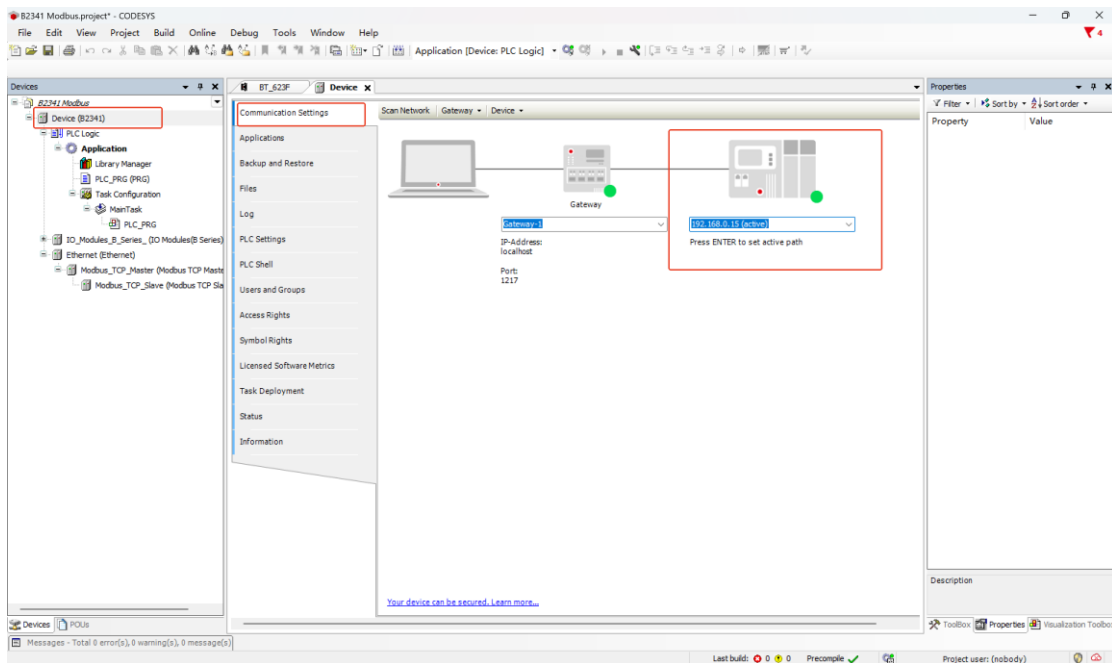 B2341 Modbus.project* - CODESYS
File Edit View Project Build Online Debug Tools Window Help
4
Application [Device: PLC Logic]
Devices
B2341 Modbus
Device (B2341)
PLC Logic
Application
Library Manager
PLC_PRG (PRG)
Task Configuration
MainTask
PLC_PRG
IO_Modules_B_Series_ (IO Modules(B Series)
Ethernet (Ethernet)
Modbus_TCP_Master (Modbus TCP Maste
Modbus_TCP_Slave (Modbus TCP Sla
Devices POUs
BT_623F Device
Communication Settings
Applications
Backup and Restore
Files
Log
PLC Settings
PLC Shell
Users and Groups
Access Rights
Symbol Rights
Licensed Software Metrics
Task Deployment
Status
Information
Scan Network Gateway Device
Gateway
Gateway-1
IP-Address:
localhost
Port:
1217
192.168.0.15 (active)
Press ENTER to set active path
Your device can be secured. Learn more...
Properties
Filter Sort by Sort order
Property Value
Description
ToolBox Properties Visualization Toolbo
Messages - Total 0 error(s), 0 warning(s), 0 message(s)
Last build: 0 0 Precompile Project user: (nobody)